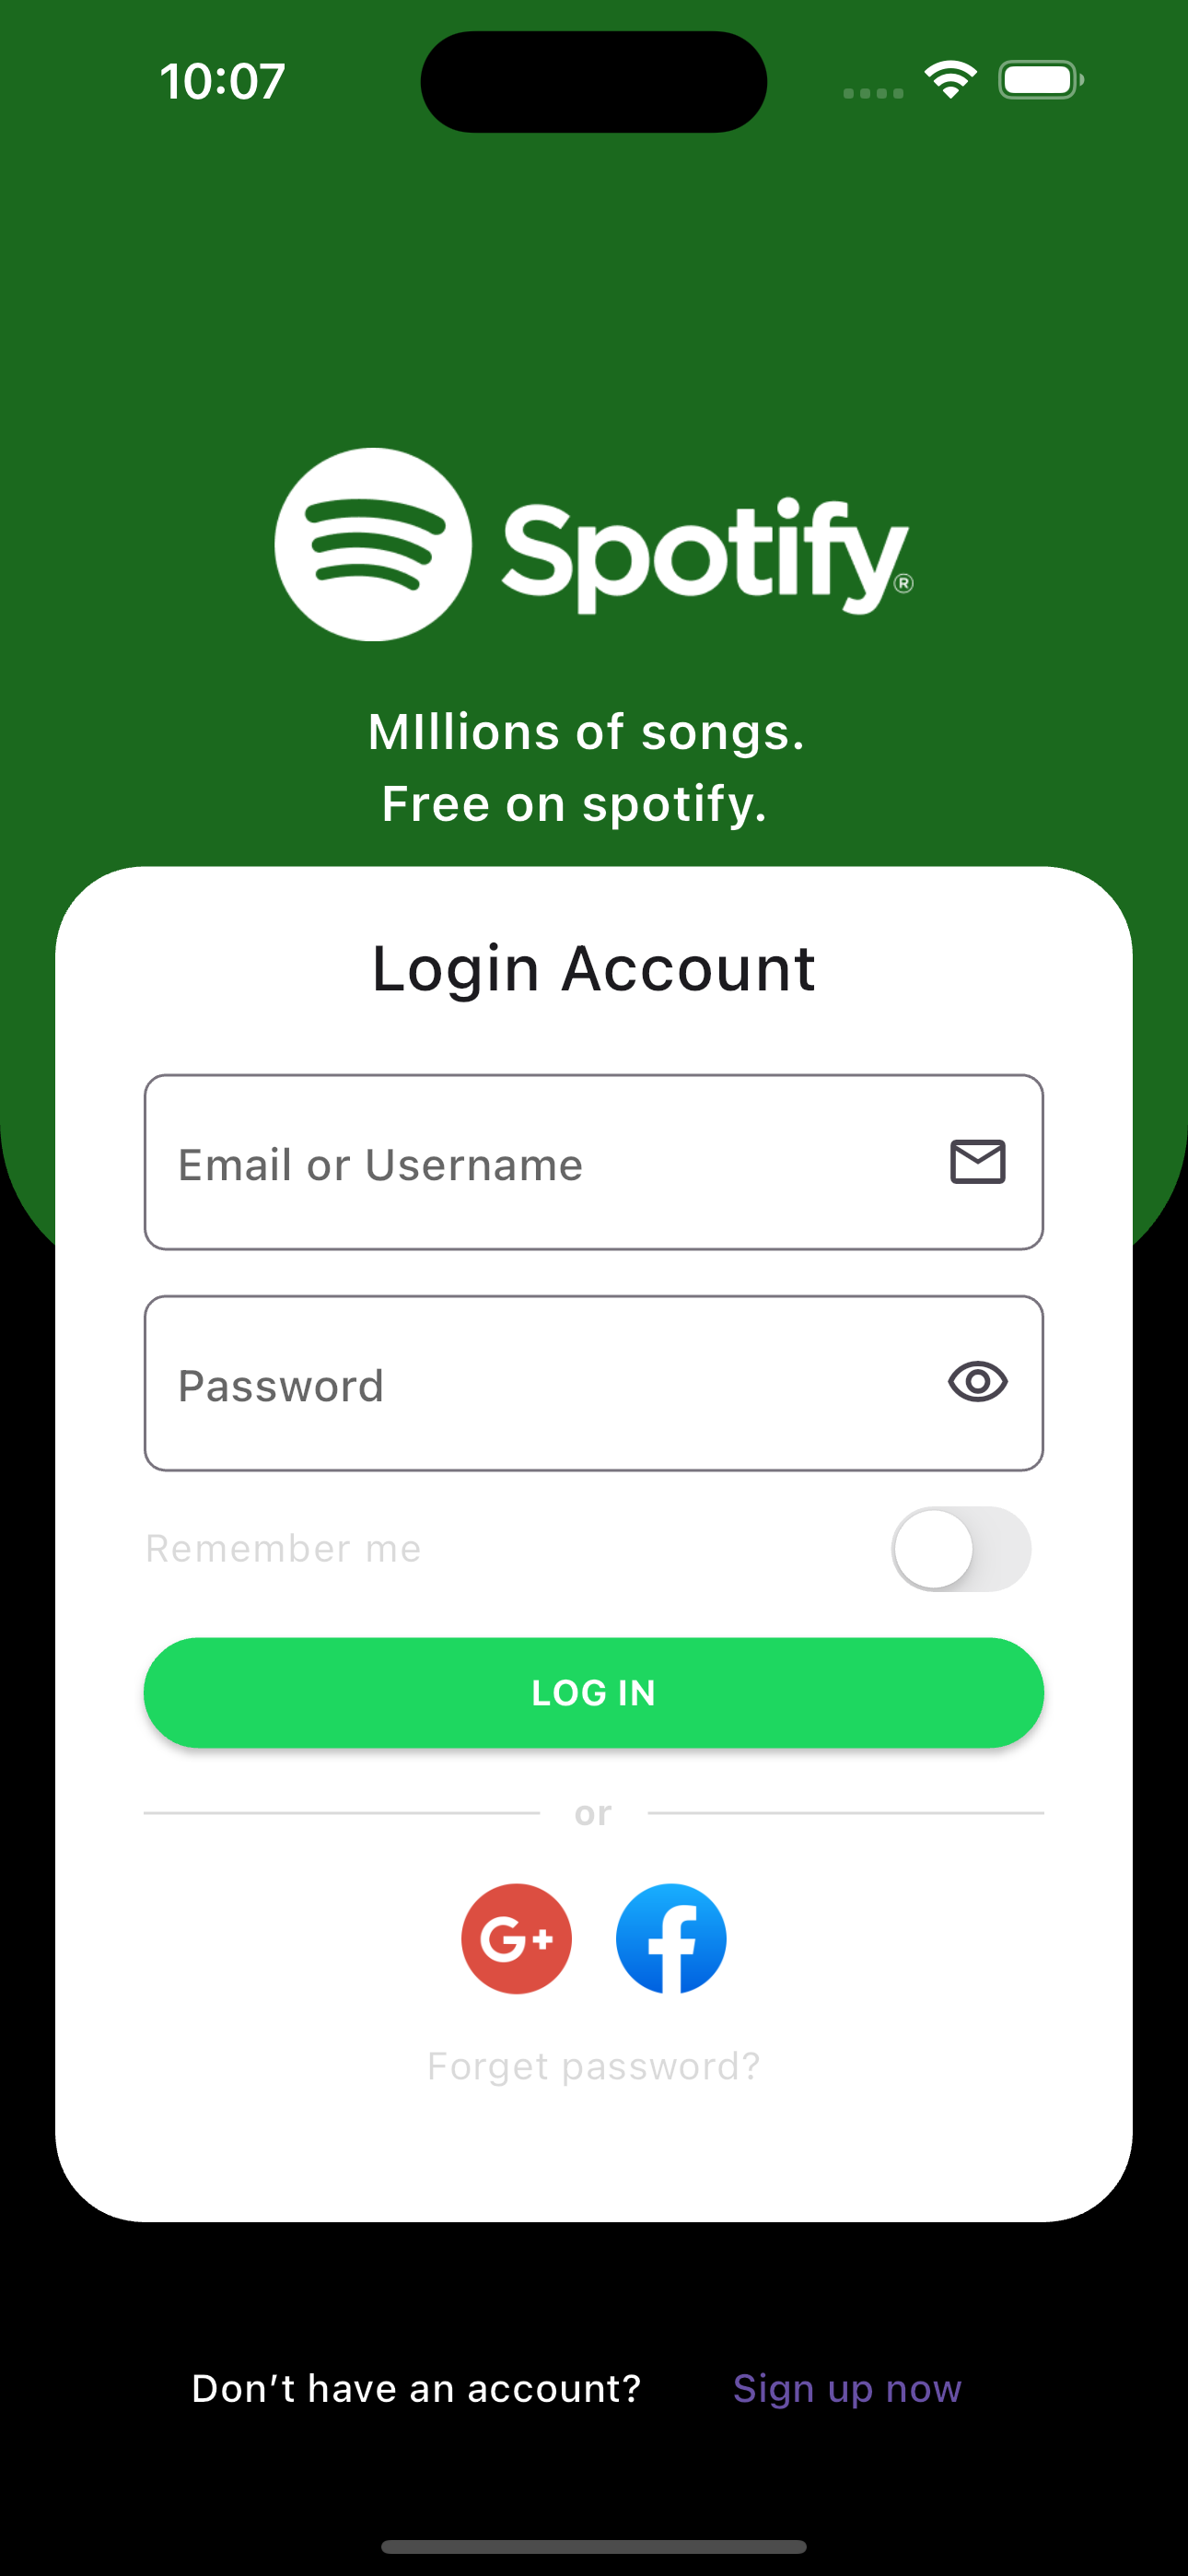 10:07
Spotify®
MIllions of songs.
Free on spotify.
Login Account
Email or Username
Password
Remember me
LOG IN
or
G+ f
Forget password?
Don’t have an account? Sign up now